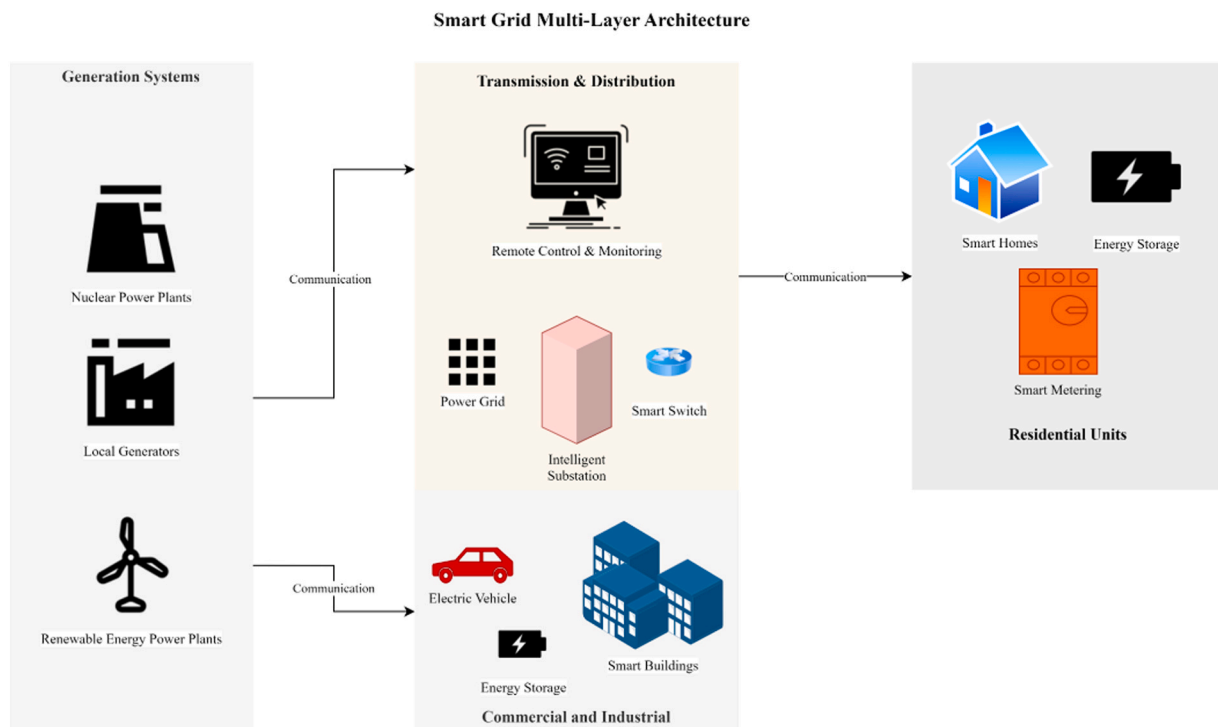 Smart Grid Multi-Layer Architecture
Generation Systems
Nuclear Power Plants
Local Generators
Renewable Energy Power Plants
Communication
Communication
Transmission & Distribution
Remote Control & Monitoring
Power Grid
Smart Switch
Intelligent
Substation
Electric Vehicle
Smart Buildings
Energy Storage
Commercial and Industrial
Communication
Smart Homes
Energy Storage
Smart Metering
Residential Units